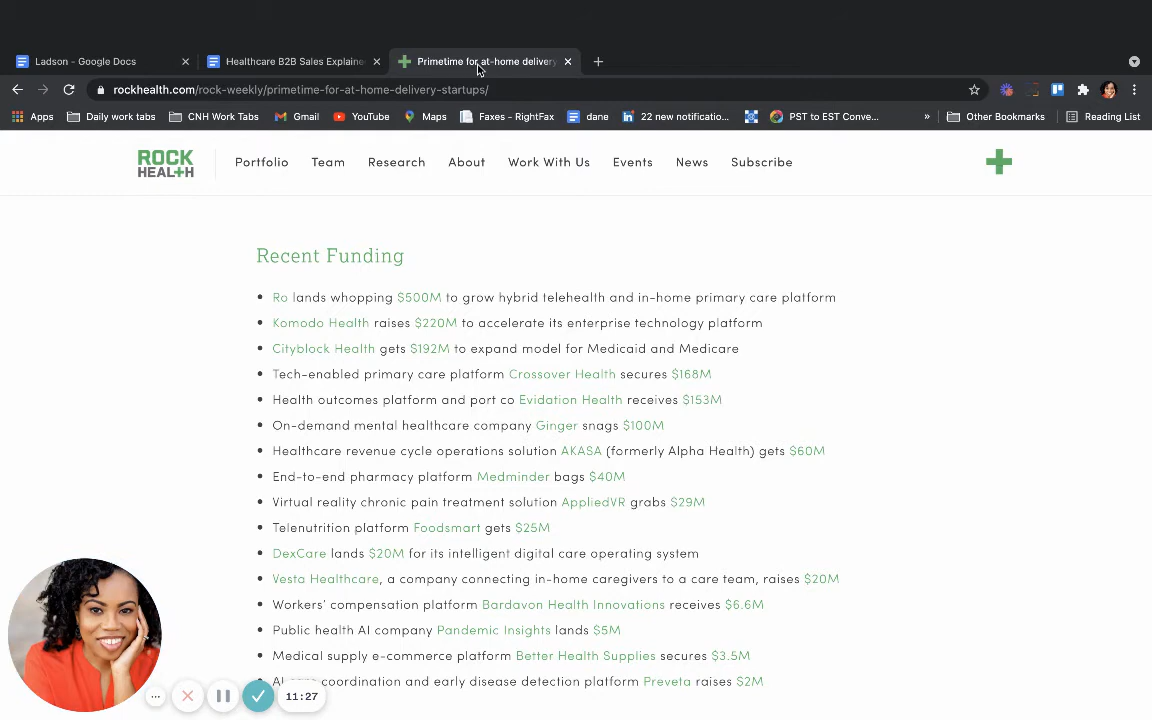 Ladson - Google Docs
Healthcare B2B Sales Explaine
Primetime for at-home delivery
rockhealth.com/rock-weekly/primetime-for-at-home-delivery-startups/
Apps Daily work tabs CNH Work Tabs Gmail YouTube Maps Faxes - RightFax dane 22 new notificatio... PST to EST Conve... » Other Bookmarks Reading List
ROCK
HEALTH
Portfolio Team Research About Work With Us Events News Subscribe
Recent Funding
• Ro lands whopping $500M to grow hybrid telehealth and in-home primary care platform
• Komodo Health raises $220M to accelerate its enterprise technology platform
• Cityblock Health gets $192M to expand model for Medicaid and Medicare
• Tech-enabled primary care platform Crossover Health secures $168M
• Health outcomes platform and port co Evidation Health receives $153M
• On-demand mental healthcare company Ginger snags $100M
• Healthcare revenue cycle operations solution AKASA (formerly Alpha Health) gets $60M
• End-to-end pharmacy platform Medminder bags $40M
• Virtual reality chronic pain treatment solution AppliedVR grabs $29M
• Telenutrition platform Foodsmart gets $25M
• DexCare lands $20M for its intelligent digital care operating system
• Vesta Healthcare, a company connecting in-home caregivers to a care team, raises $20M
• Workers' compensation platform Bardavon Health Innovations receives $6.6M
• Public health AI company Pandemic Insights lands $5M
• Medical supply e-commerce platform Better Health Supplies secures $3.5M
• AI care coordination and early disease detection platform Preveta raises $2M
11:27